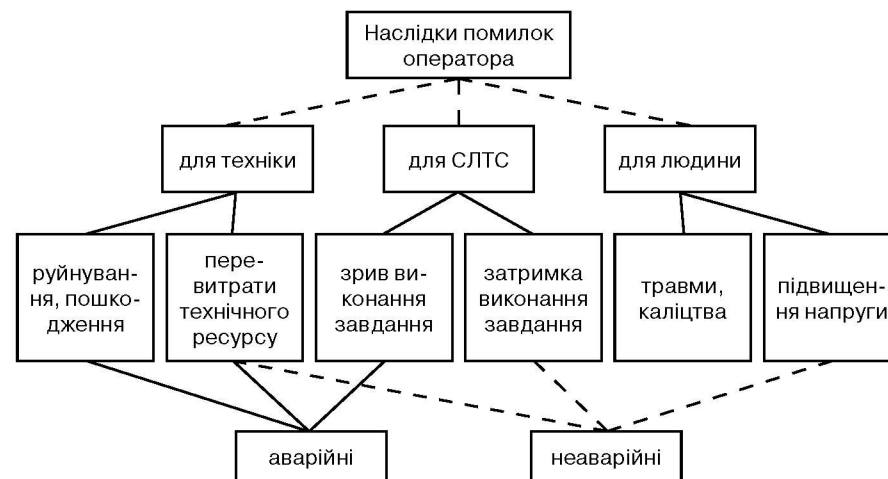 Наслідки помилок
оператора
для техніки
для СЛТС
для людини
руйнуван-
ня, пошко-
дження
пере-
витрати
технічного
ресурсу
зрив ви-
конання
завдання
затримка
виконання
завдання
травми,
каліцтва
підвищен-
ня напруги
аварійні
неаварійні